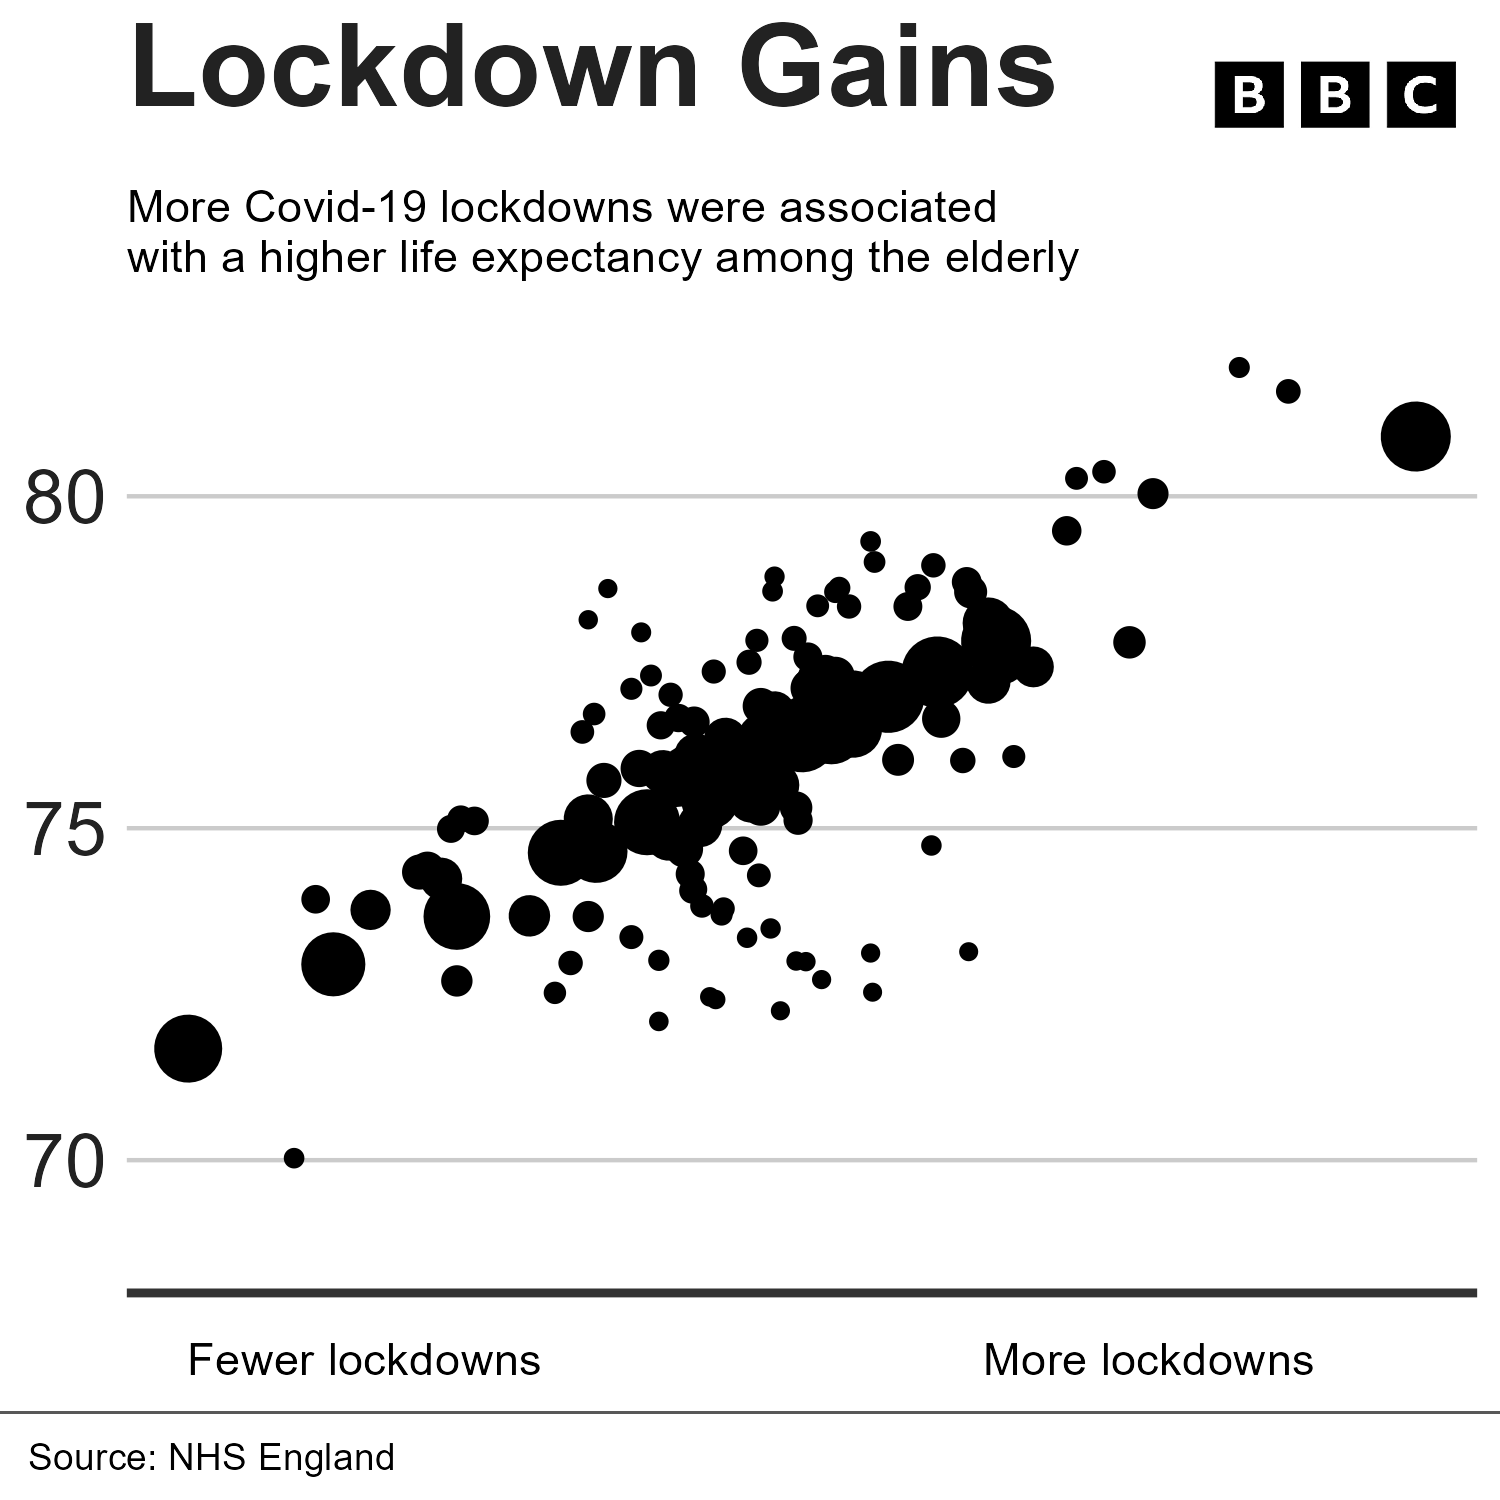 Lockdown Gains
BBC
More Covid-19 lockdowns were associated
with a higher life expectancy among the elderly
80
75
70
Fewer lockdowns
More lockdowns
Source: NHS England